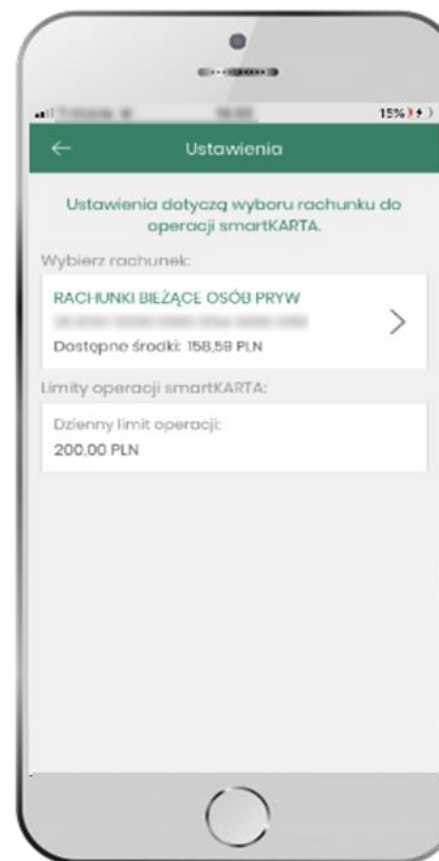 15%
Ustawienia
Ustawienia dotyczą wyboru rachunku do
operacji smartKARTA.
Wybierz rachunek:
RACHUNKI BIEŻĄCE OSÓB PRYW
Dostępne środki: 158,59 PLN
Limity operacji smartKARTA:
Dzienny limit operacji:
200,00 PLN